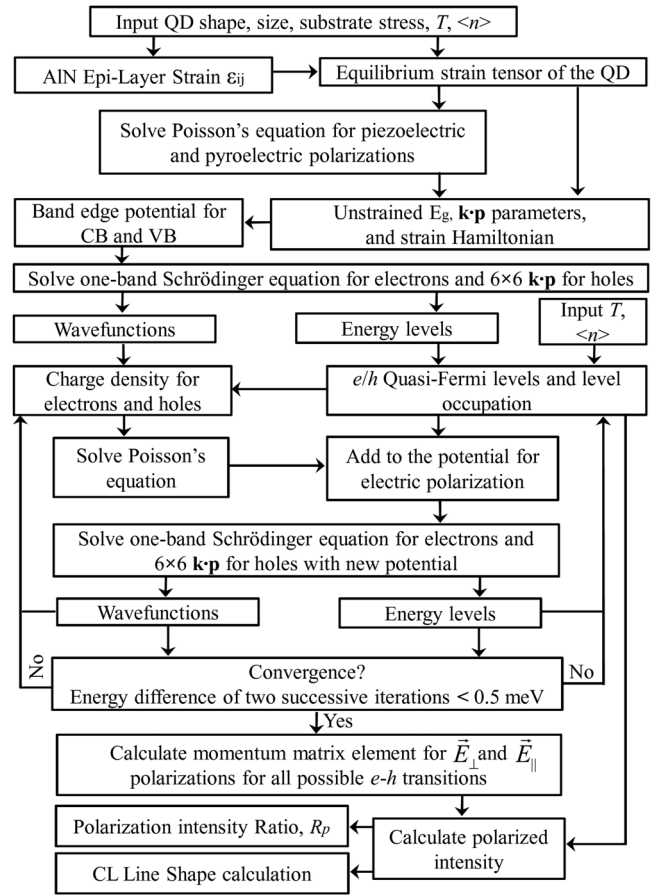 Input QD shape, size, substrate stress, T, <n>
AlN Epi-Layer Strain εij
Equilibrium strain tensor of the QD
Solve Poisson's equation for piezoelectric
and pyroelectric polarizations
Band edge potential for
CB and VB
Unstrained Eg, k·p parameters,
and strain Hamiltonian
Solve one-band Schrödinger equation for electrons and 6×6 k·p for holes
Wavefunctions
Energy levels
Input T,
<n>
Charge density for
electrons and holes
e/h Quasi-Fermi levels and level
occupation
Solve Poisson's
equation
Add to the potential for
electric polarization
Solve one-band Schrödinger equation for electrons and
6×6 k·p for holes with new potential
Wavefunctions
Energy levels
No
Convergence?
Energy difference of two successive iterations < 0.5 meV
No
Yes
Calculate momentum matrix element for E⃗⊥ and E⃗∥
polarizations for all possible e-h transitions
Polarization intensity Ratio, Rp
Calculate polarized
intensity
CL Line Shape calculation